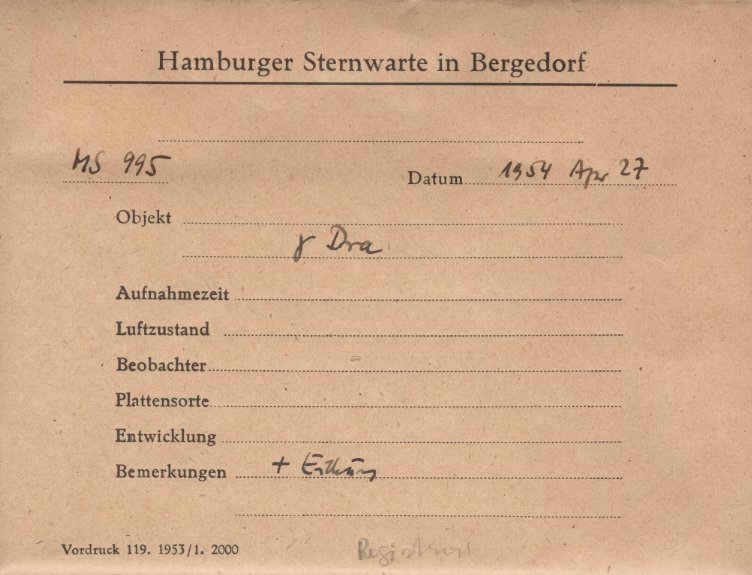 Hamburger Sternwarte in Bergedorf
MS 995
Datum 1954 Apr 27
Objekt
γ Dra
Aufnahmezeit
Luftzustand
Beobachter
Plattensorte
Entwicklung
Bemerkungen +
Vordruck 119. 1953/1. 2000